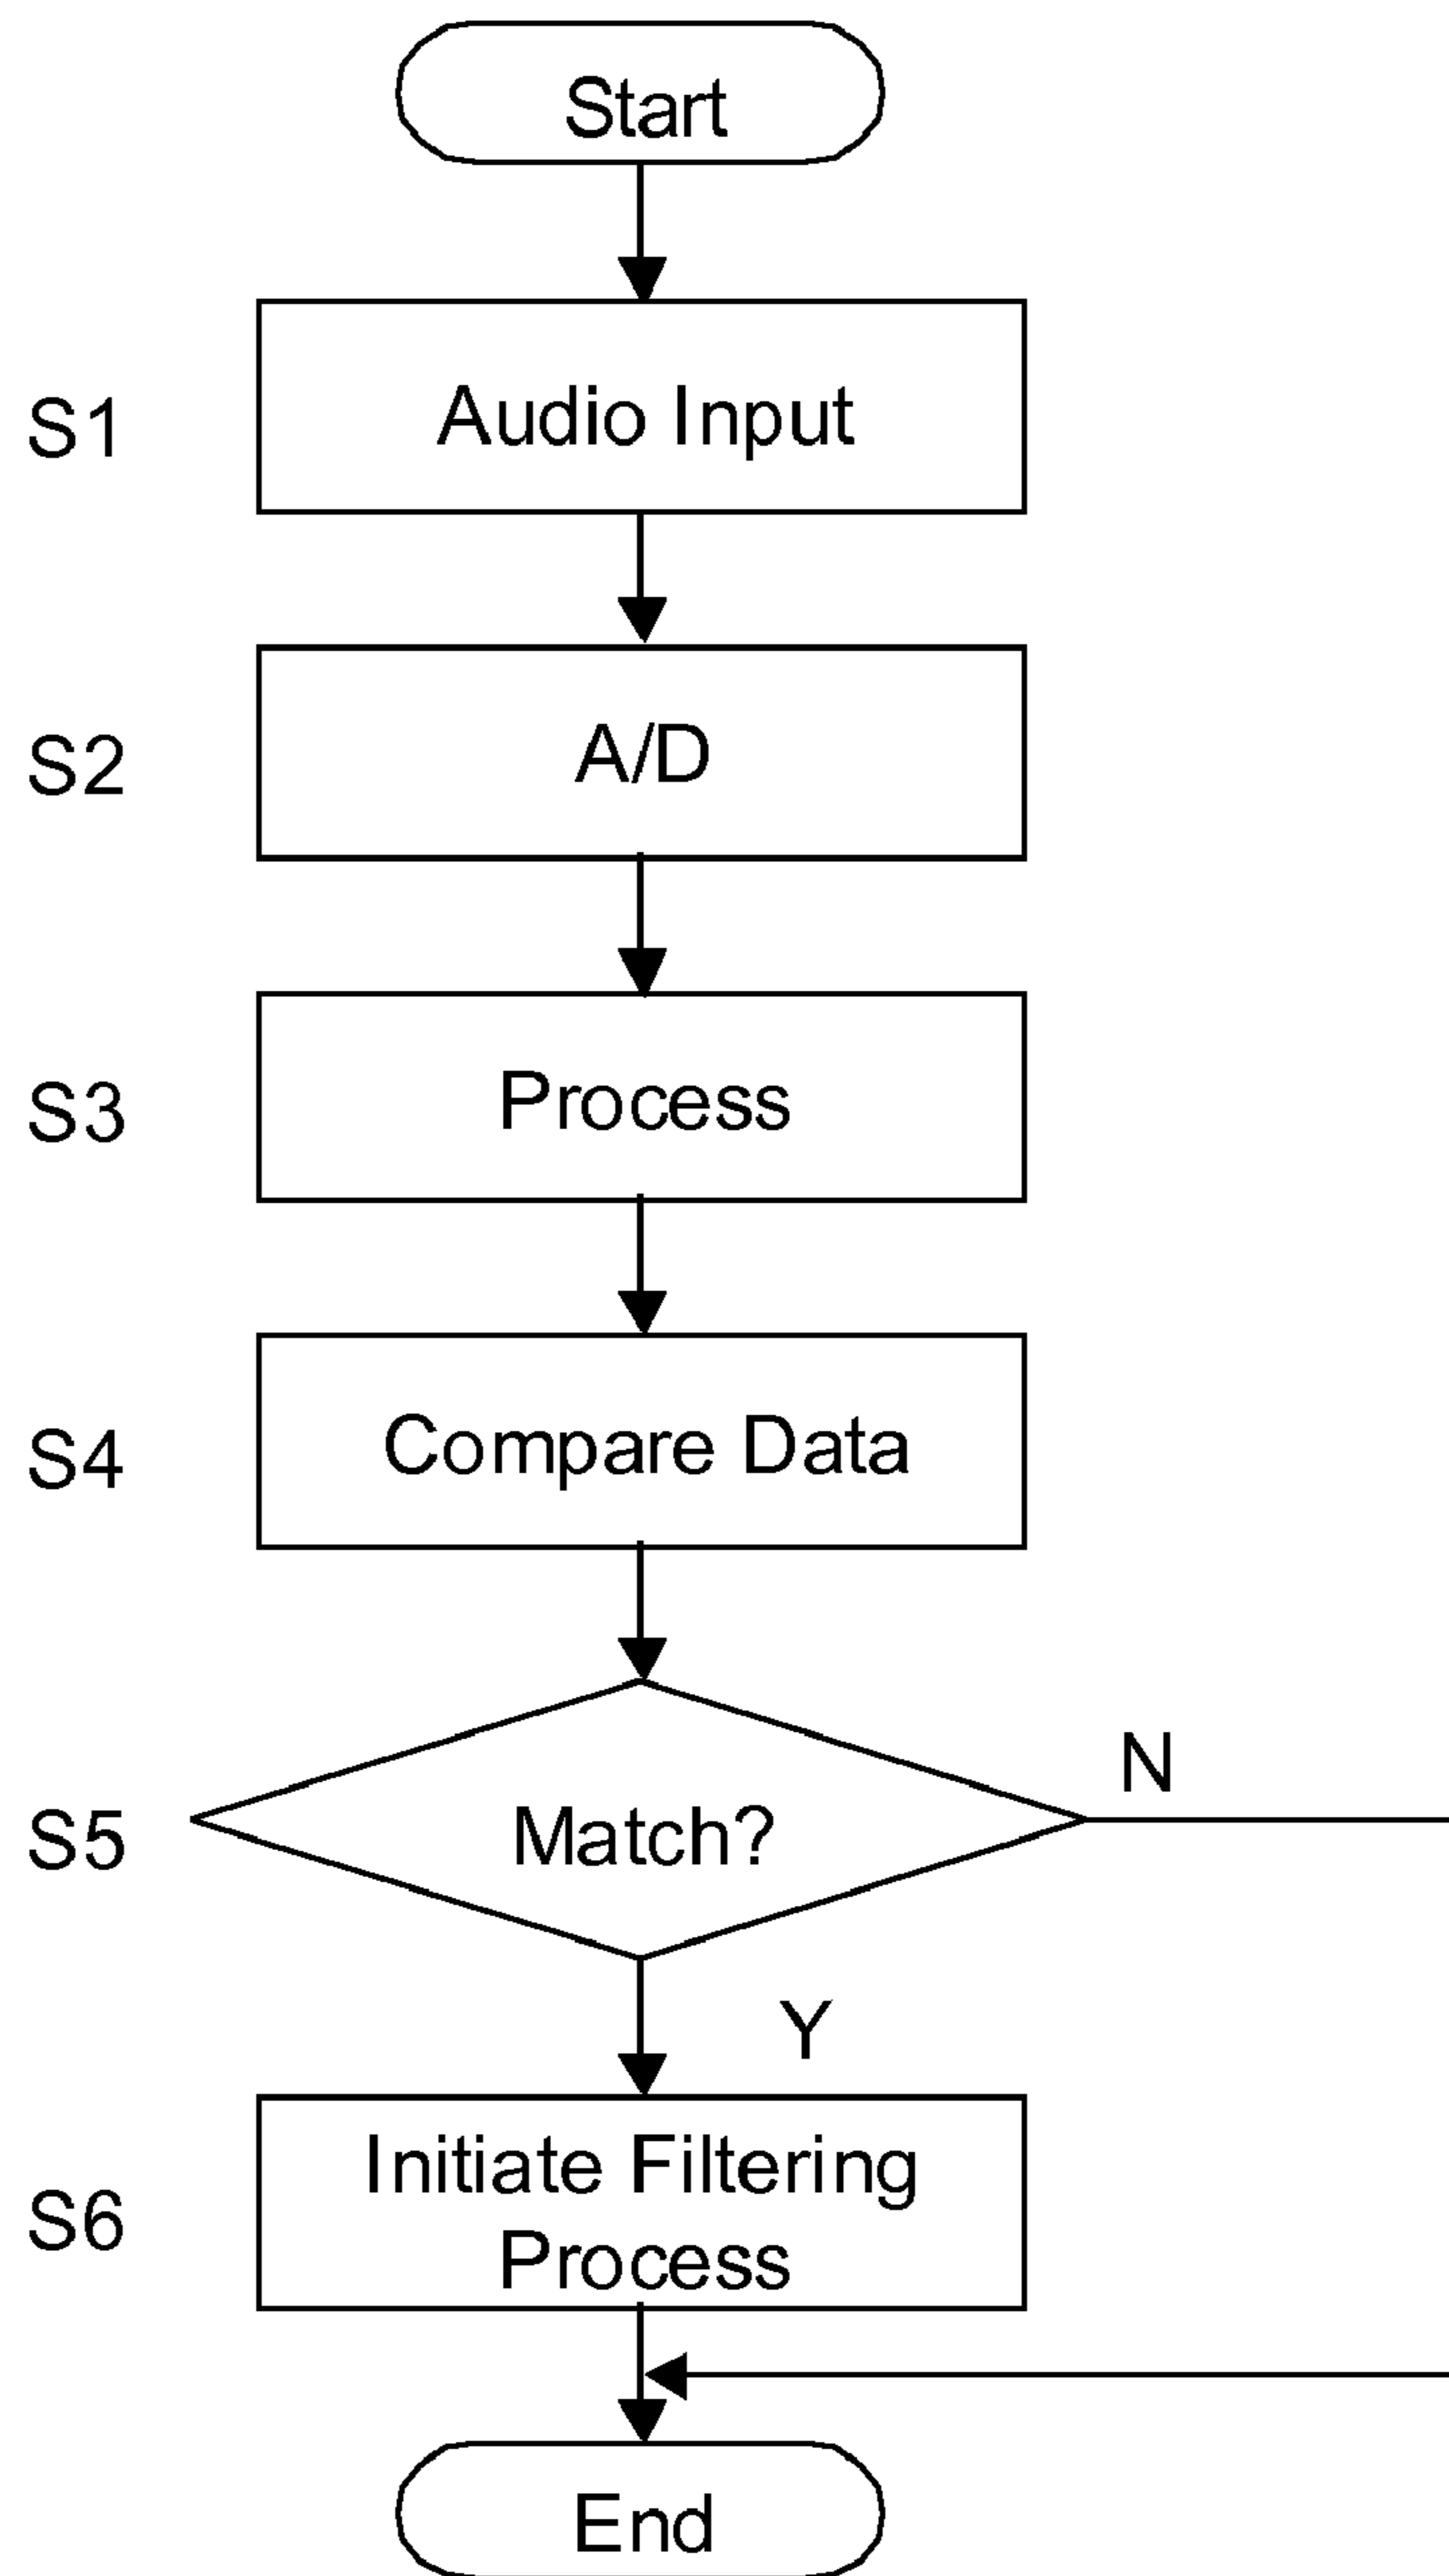 Start
S1
Audio Input
S2
A/D
S3
Process
S4
Compare Data
S5
Match?
N
Y
S6
Initiate Filtering
Process
End